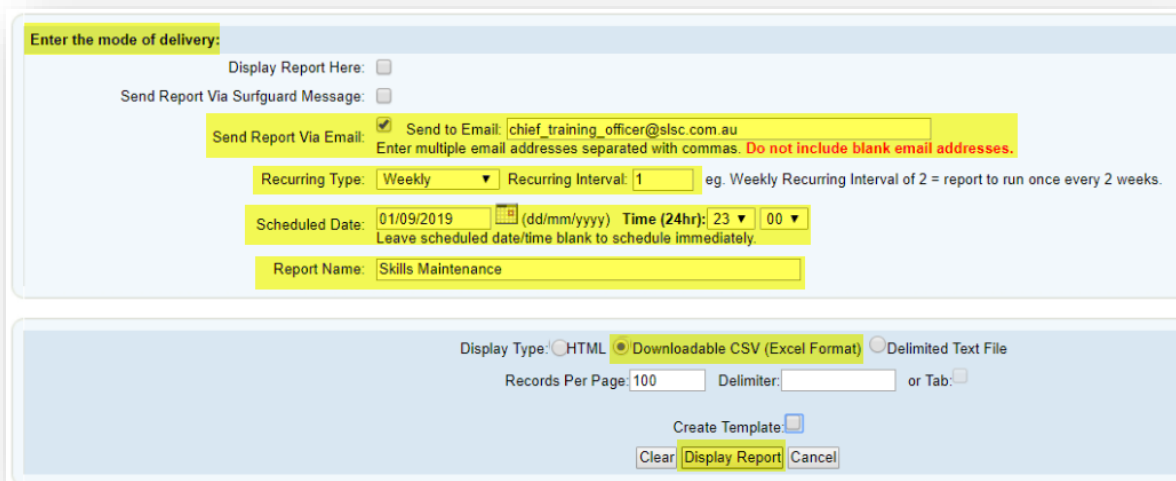 Enter the mode of delivery:
Display Report Here:
Send Report Via Surfguard Message:
Send Report Via Email: Send to Email: chief_training_officer@slsc.com.au
Enter multiple email addresses separated with commas. Do not include blank email addresses.
Recurring Type: Weekly Recurring Interval: 1 eg. Weekly Recurring Interval of 2 = report to run once every 2 weeks.
Scheduled Date: 01/09/2019 (dd/mm/yyyy) Time (24hr): 23 00
Leave scheduled date/time blank to schedule immediately.
Report Name: Skills Maintenance
Display Type: HTML Downloadable CSV (Excel Format) Delimited Text File
Records Per Page: 100 Delimiter: or Tab:
Create Template:
Clear Display Report Cancel